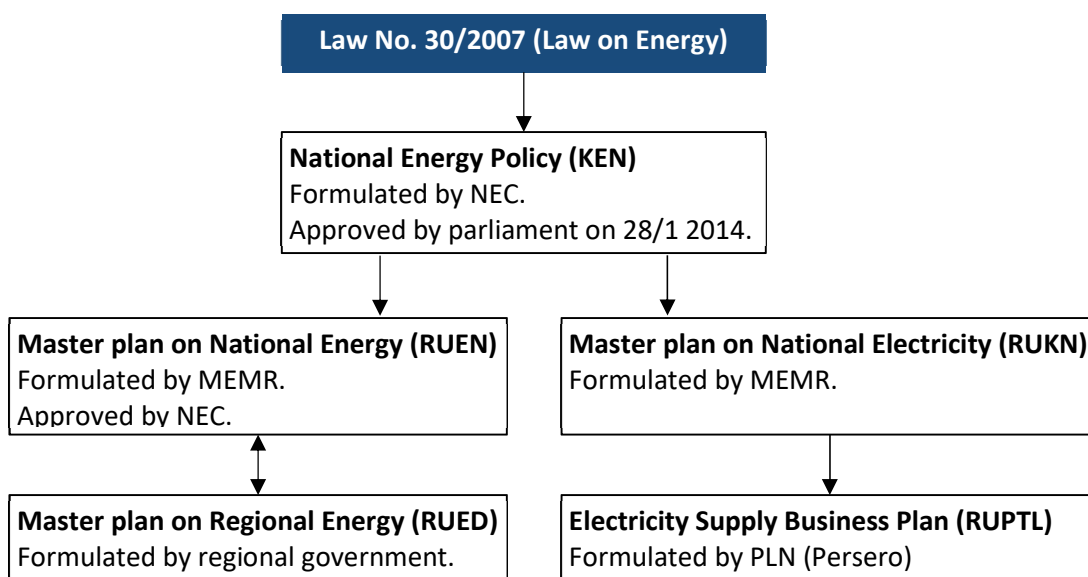 Law No. 30/2007 (Law on Energy)
National Energy Policy (KEN)
Formulated by NEC.
Approved by parliament on 28/1 2014.
Master plan on National Energy (RUEN)
Formulated by MEMR.
Approved by NEC.
Master plan on National Electricity (RUKN)
Formulated by MEMR.
Master plan on Regional Energy (RUED)
Formulated by regional government.
Electricity Supply Business Plan (RUPTL)
Formulated by PLN (Persero)